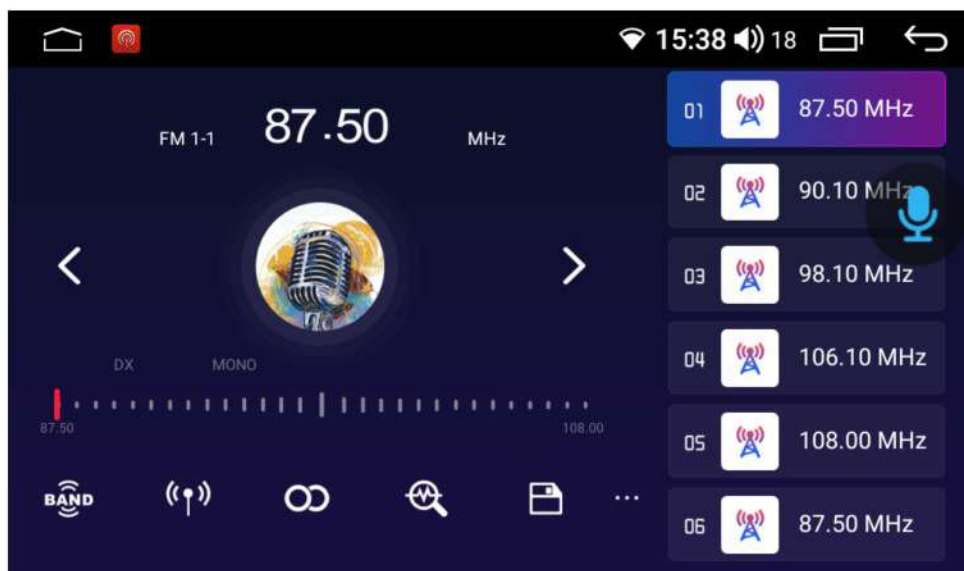 15:38 18
FM 1-1 87.50 MHz
DX MONO
87.50 108.00
BAND
01 87.50 MHz
02 90.10 MHz
03 98.10 MHz
04 106.10 MHz
05 108.00 MHz
06 87.50 MHz